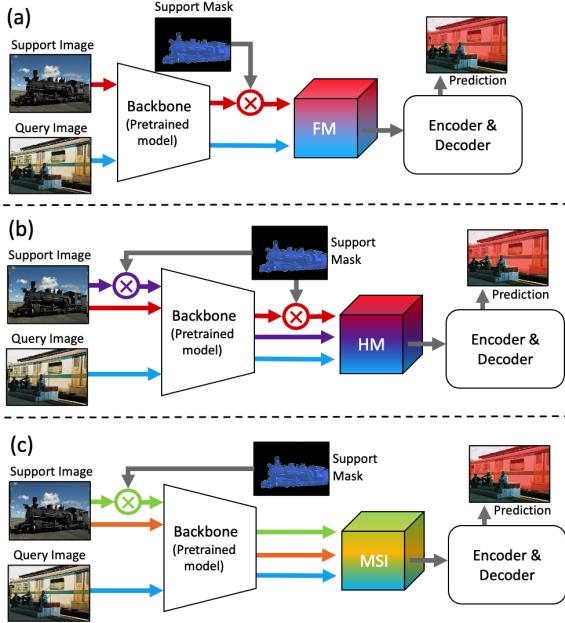 (a)
Support Mask
Support Image
Query Image
Backbone
(Pretrained
model)
FM
Prediction
Encoder &
Decoder
(b)
Support Image
Query Image
Support
Mask
Backbone
(Pretrained
model)
HM
Prediction
Encoder &
Decoder
(c)
Support Image
Query Image
Support
Mask
Backbone
(Pretrained
model)
MSI
Prediction
Encoder &
Decoder